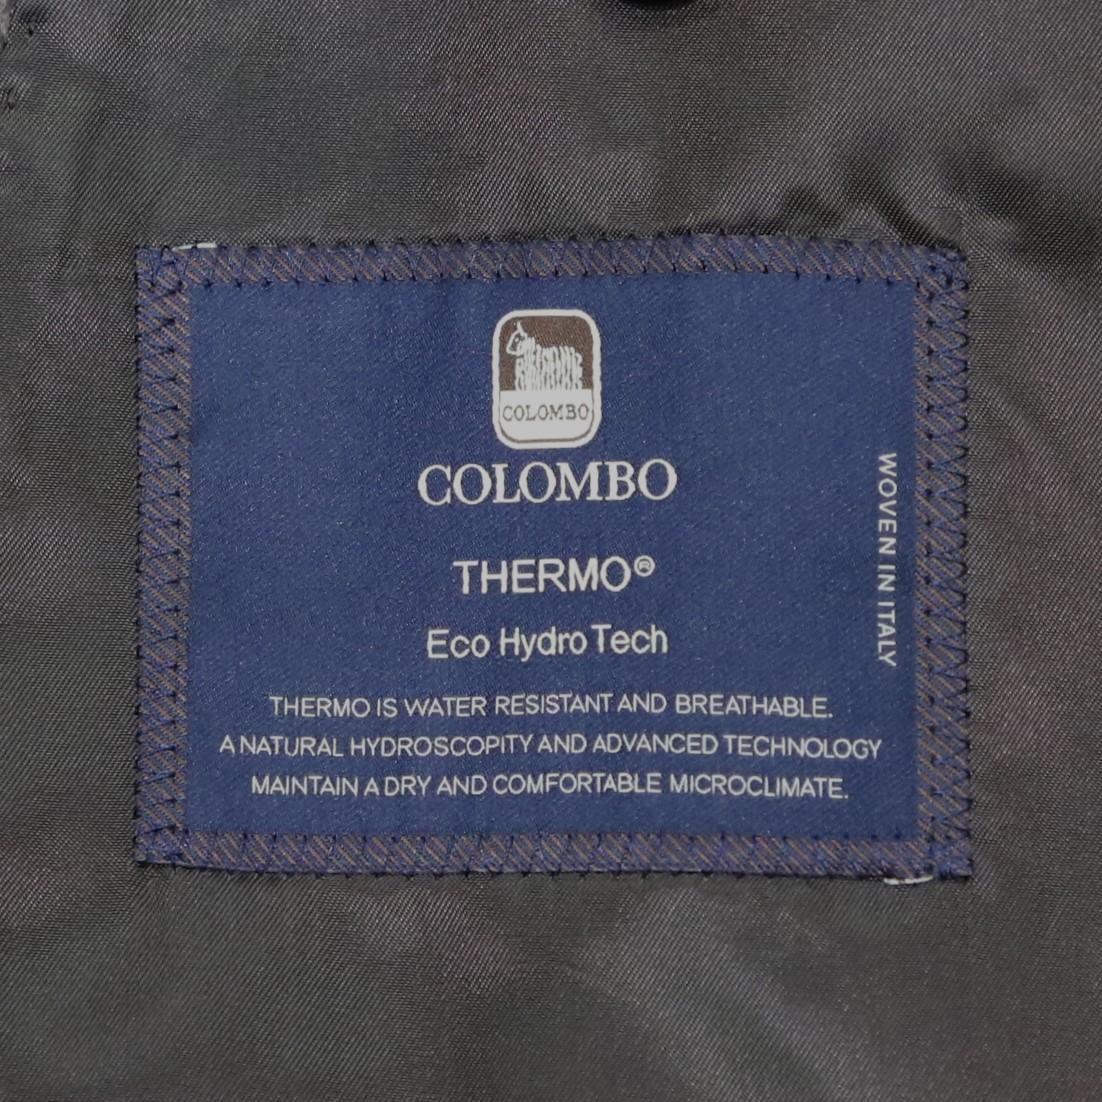 COLOMBO
COLOMBO
THERMO®
Eco Hydro Tech
THERMO IS WATER RESISTANT AND BREATHABLE.
A NATURAL HYDROSCOPITY AND ADVANCED TECHNOLOGY
MAINTAIN A DRY AND COMFORTABLE MICROCLIMATE.
WOVEN IN ITALY